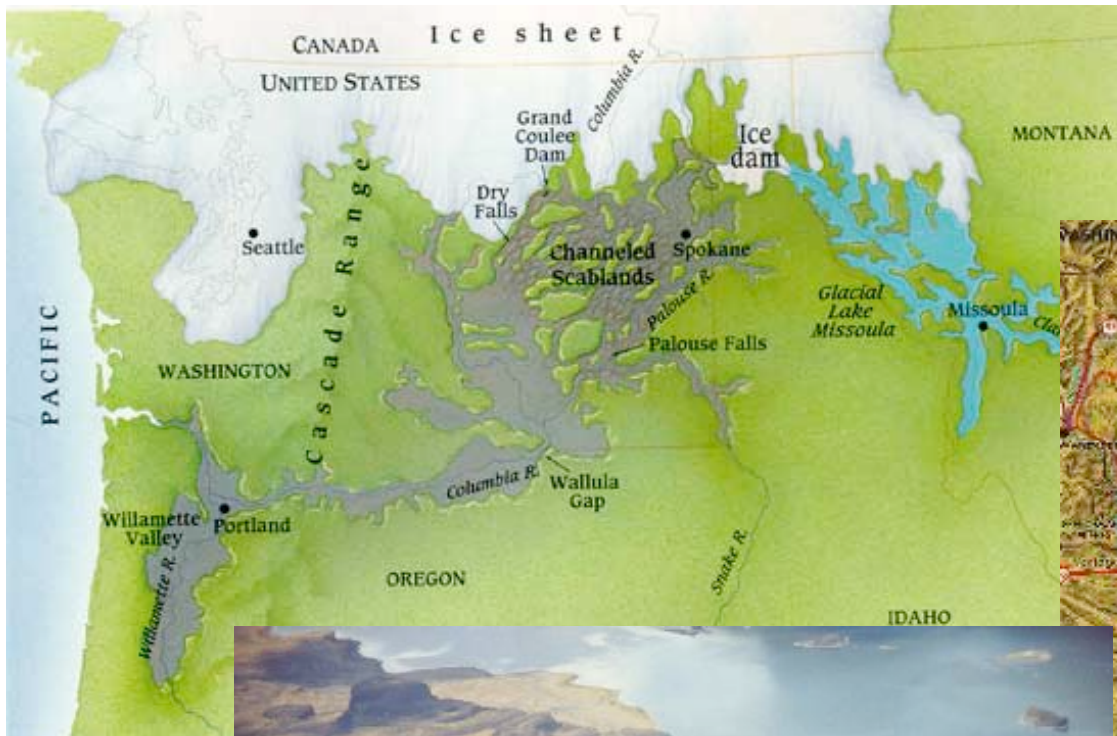 Ice sheet
CANADA
UNITED STATES
Columbia R.
Grand
Coulee
Dam
Ice
dam
MONTANA
Dry
Falls
Seattle
Cascade Range
Channeled
Scablands
Spokane
Palouse R.
Glacial
Lake
Missoula
Missoula
PACIFIC
WASHINGTON
Palouse Falls
Columbia R.
Wallula
Gap
Willamette
Valley
Portland
Willamette R.
OREGON
Snake R.
IDAHO